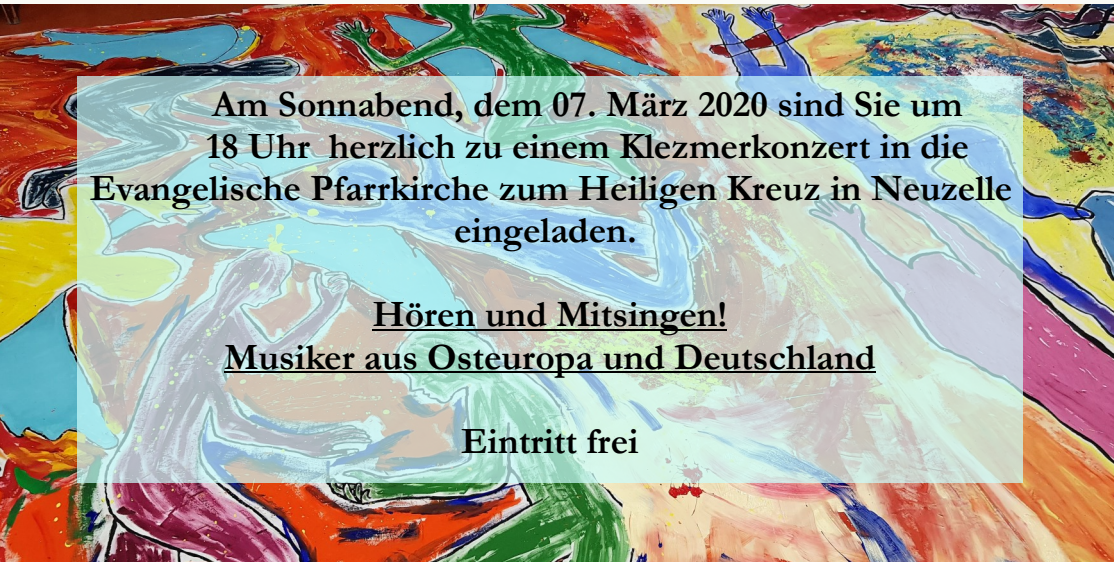 Am Sonnabend, dem 07. März 2020 sind Sie um
18 Uhr herzlich zu einem Klezmerkonzert in die
Evangelische Pfarrkirche zum Heiligen Kreuz in Neuzelle
eingeladen.
Hören und Mitsingen!
Musiker aus Osteuropa und Deutschland
Eintritt frei